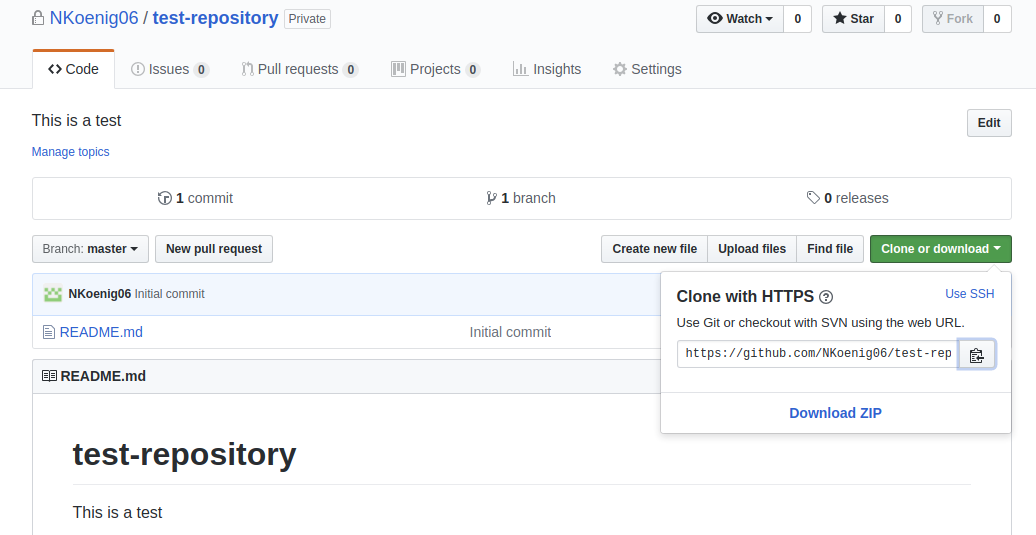 NKoenig06 / test-repository Private Watch 0 Star 0 Fork 0
Code Issues 0 Pull requests 0 Projects 0 Insights Settings
This is a test Edit
Manage topics
1 commit 1 branch 0 releases
Branch: master New pull request Create new file Upload files Find file Clone or download
NKoenig06 Initial commit
README.md Initial commit
Clone with HTTPS Use SSH
Use Git or checkout with SVN using the web URL.
https://github.com/NKoenig06/test-rep
Download ZIP
README.md
test-repository
This is a test